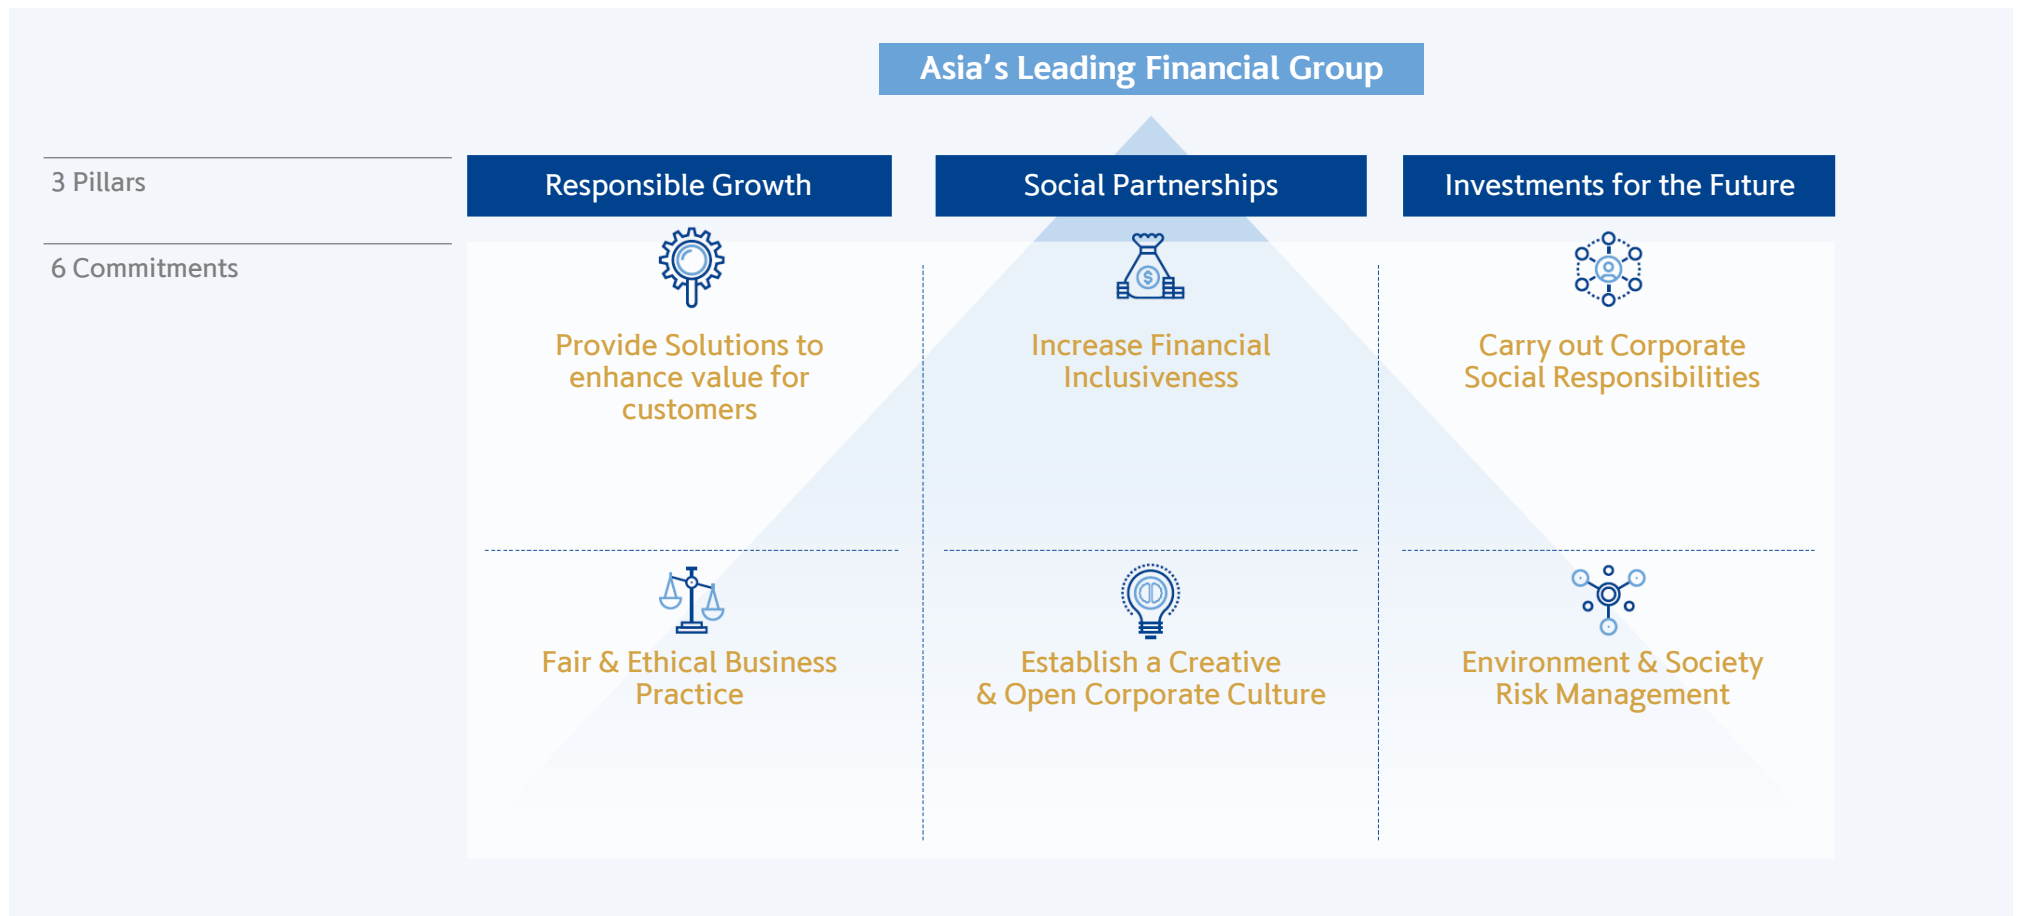 Asia’s Leading Financial Group
3 Pillars
Responsible Growth
Social Partnerships
Investments for the Future
6 Commitments
Provide Solutions to
enhance value for
customers
Increase Financial
Inclusiveness
Carry out Corporate
Social Responsibilities
Fair & Ethical Business
Practice
Establish a Creative
& Open Corporate Culture
Environment & Society
Risk Management